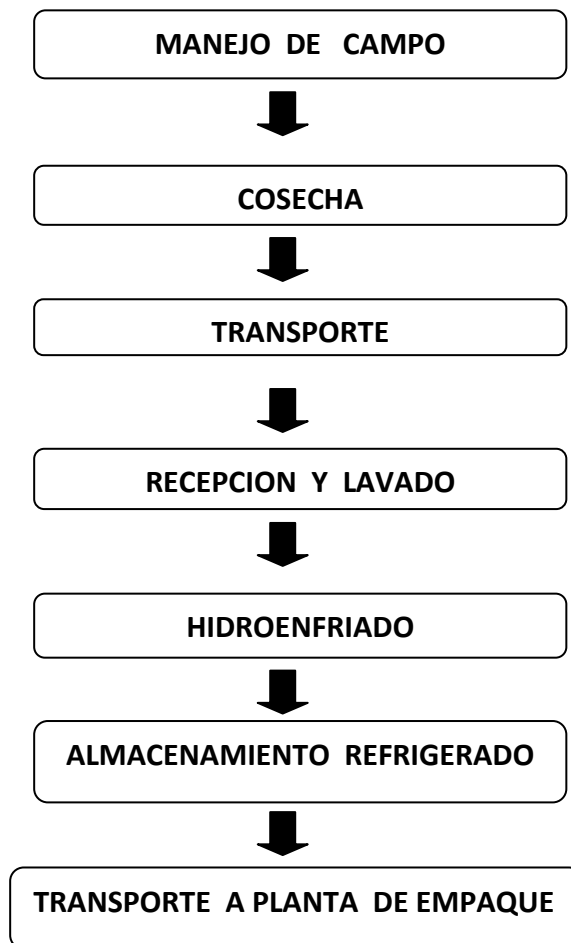 MANEJO DE CAMPO
COSECHA
TRANSPORTE
RECEPCION Y LAVADO
HIDROENFRIADO
ALMACENAMIENTO REFRIGERADO
TRANSPORTE A PLANTA DE EMPAQUE